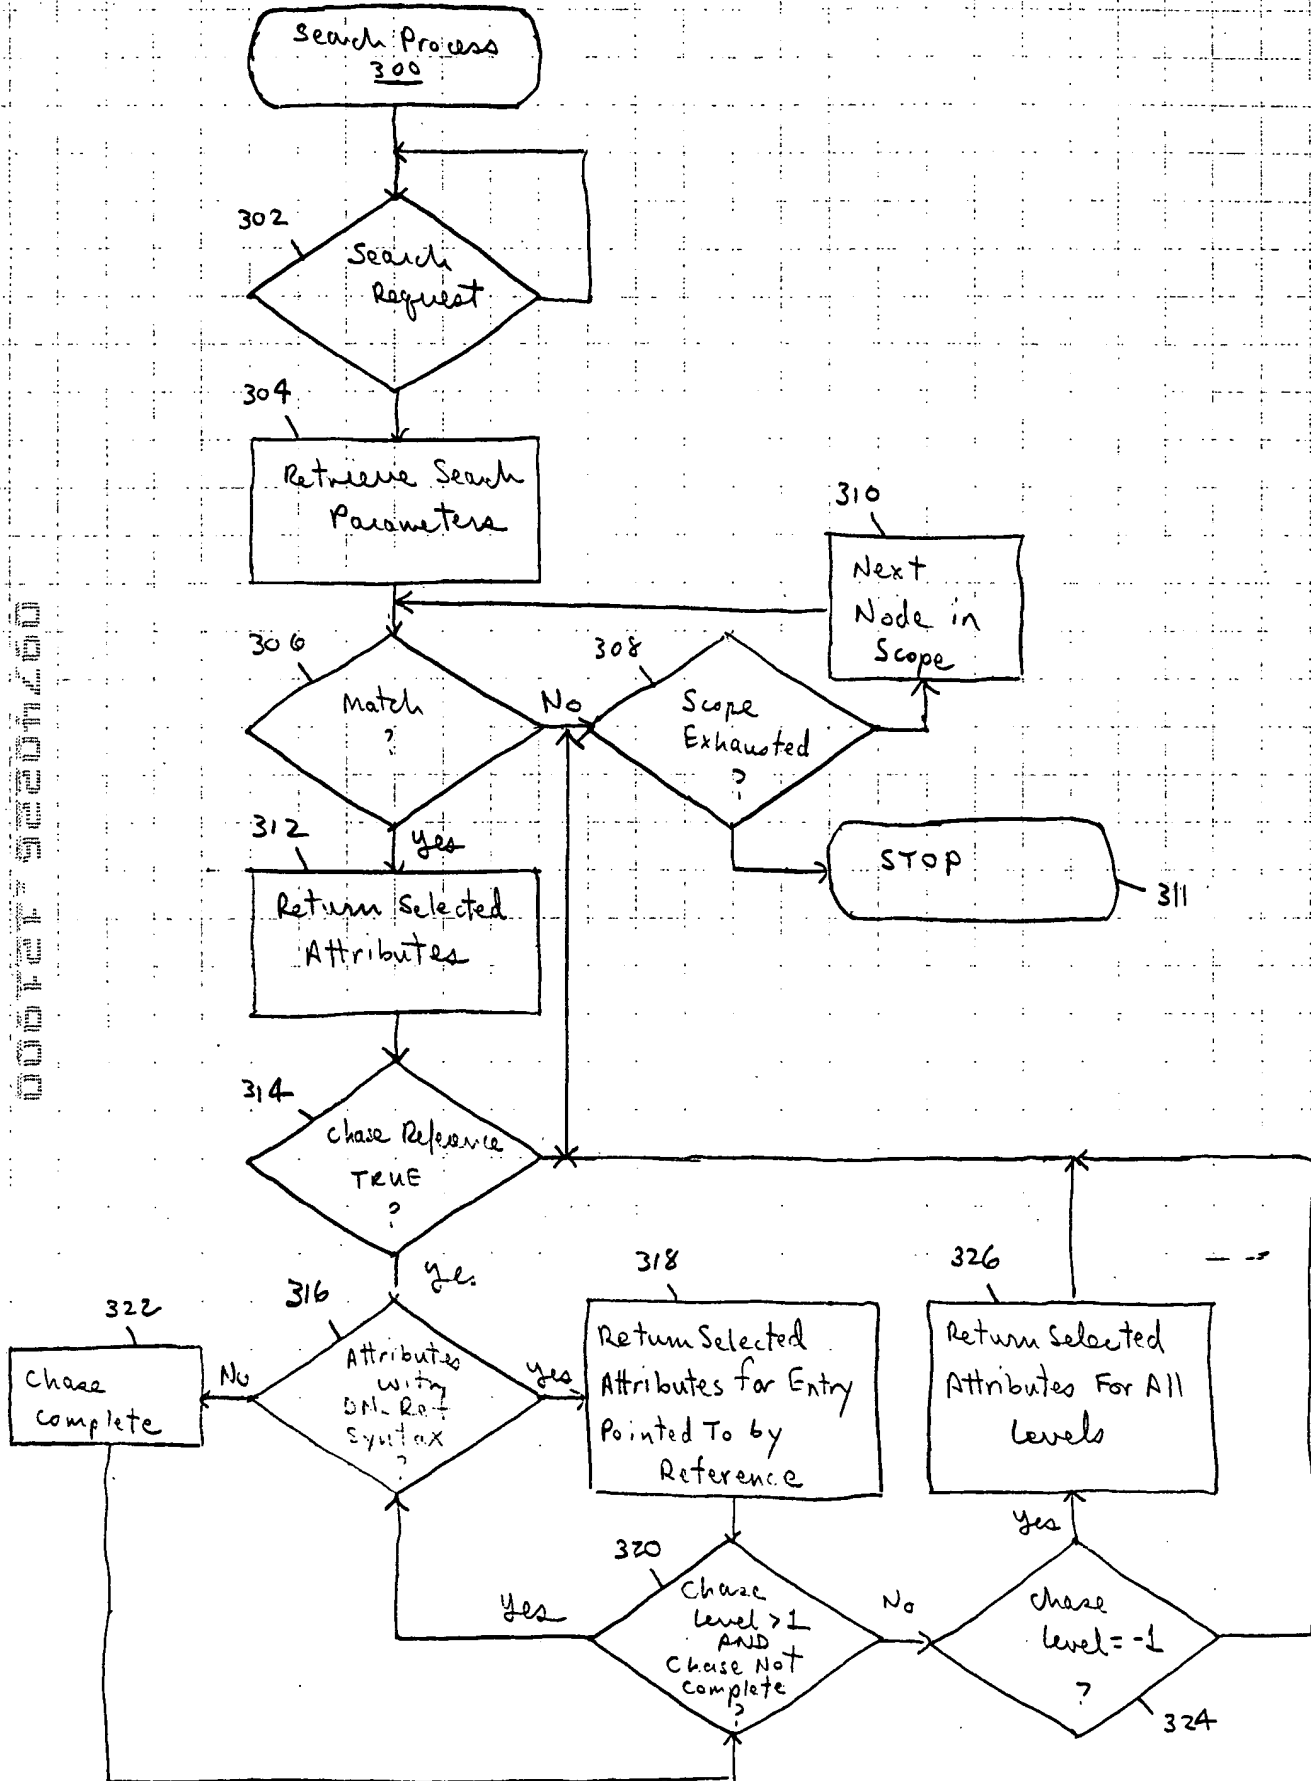 Search Process
300
302
Search
Request
304
Retrieve Search
Parameters
310
Next
Node in
Scope
306
Match
?
No
308
Scope
Exhausted
?
Yes
312
Return Selected
Attributes
STOP
311
314
Chase Reference
TRUE
?
Yes
316
Attributes
with
DN Ref
Syntax
?
No
322
Chase
Complete
Yes
318
Return Selected
Attributes for Entry
Pointed To by
Reference
326
Return Selected
Attributes For All
Levels
320
Chase
Level > 1
AND
Chase Not
Complete
?
Yes
No
Yes
Chase
Level = -1
?
324
09740225 . 121900